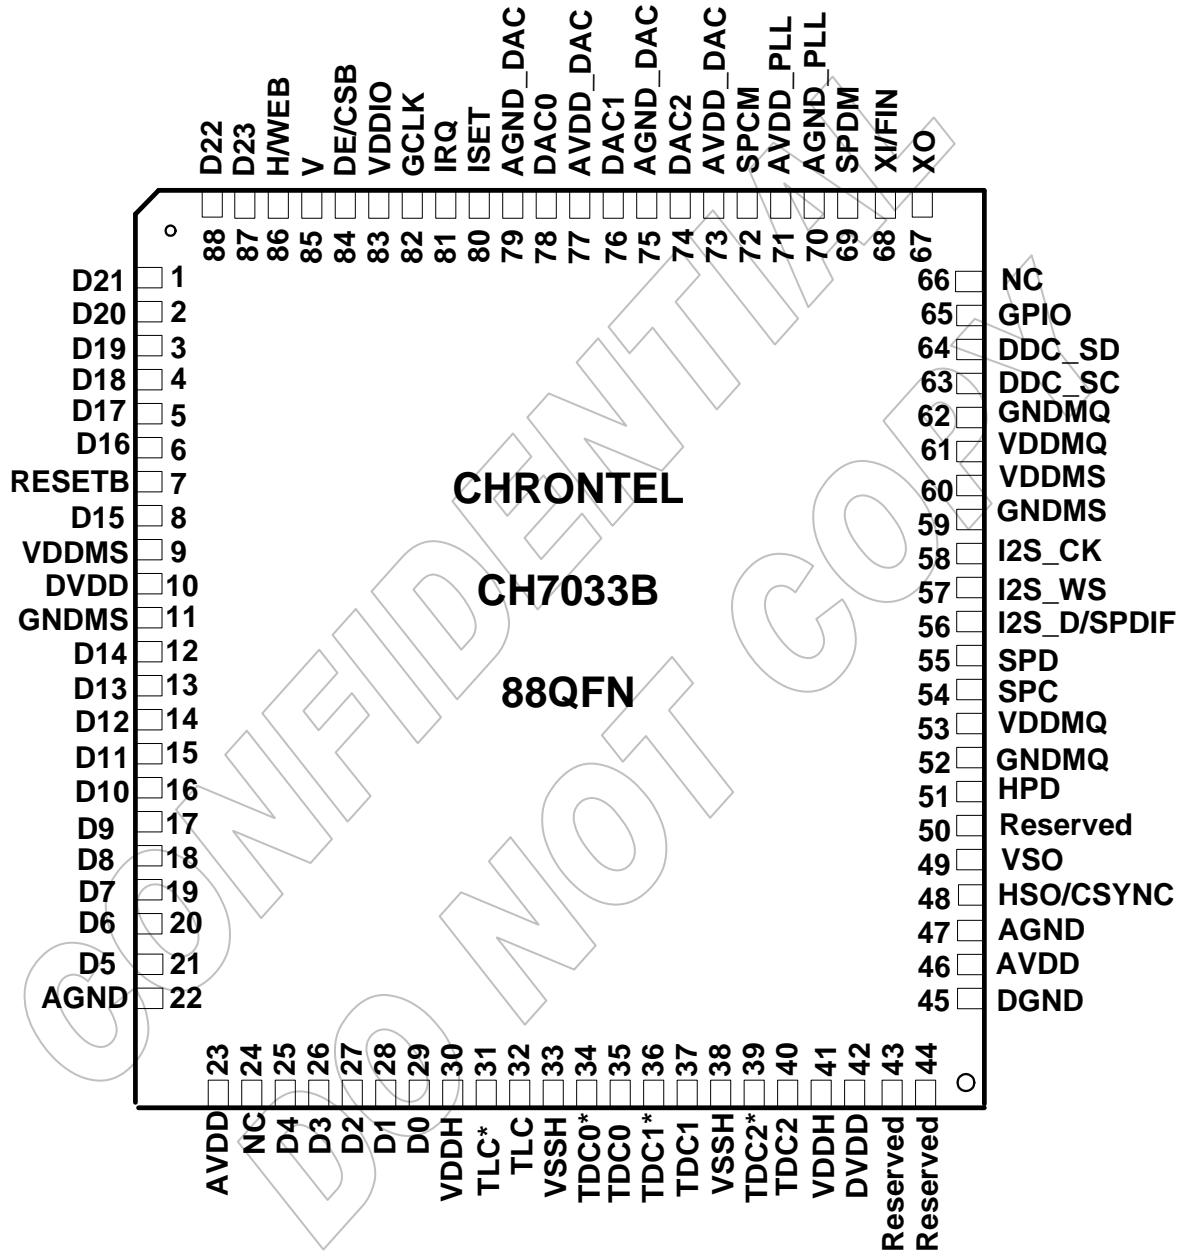 D22
D23
H/WEB
V
DE/CSB
VDDIO
GCLK
IRQ
ISET
AGND_DAC
DAC0
AVDD_DAC
DAC1
AGND_DAC
DAC2
AVDD_DAC
SPCM
AVDD_PLL
AGND_PLL
SPDM
XI/FIN
XO
88
87
86
85
84
83
82
81
80
79
78
77
76
75
74
73
72
71
70
69
68
67
D21 1
D20 2
D19 3
D18 4
D17 5
D16 6
RESETB 7
D15 8
VDDMS 9
DVDD 10
GNDMS 11
D14 12
D13 13
D12 14
D11 15
D10 16
D9 17
D8 18
D7 19
D6 20
D5 21
AGND 22
CHRONTEL
CH7033B
88QFN
66 NC
65 GPIO
64 DDC_SD
63 DDC_SC
62 GNDMQ
61 VDDMQ
60 VDDMS
59 GNDMS
58 I2S_CK
57 I2S_WS
56 I2S_D/SPDIF
55 SPD
54 SPC
53 VDDMQ
52 GNDMQ
51 HPD
50 Reserved
49 VSO
48 HSO/CSYNC
47 AGND
46 AVDD
45 DGND
23
24
25
26
27
28
29
30
31
32
33
34
35
36
37
38
39
40
41
42
43
44
AVDD
NC
D4
D3
D2
D1
D0
VDDH
TLC*
TLC
VSSH
TDC0*
TDC0
TDC1*
TDC1
VSSH
TDC2*
TDC2
VDDH
DVDD
Reserved
Reserved
CONFIDENTIAL
DO NOT COPY